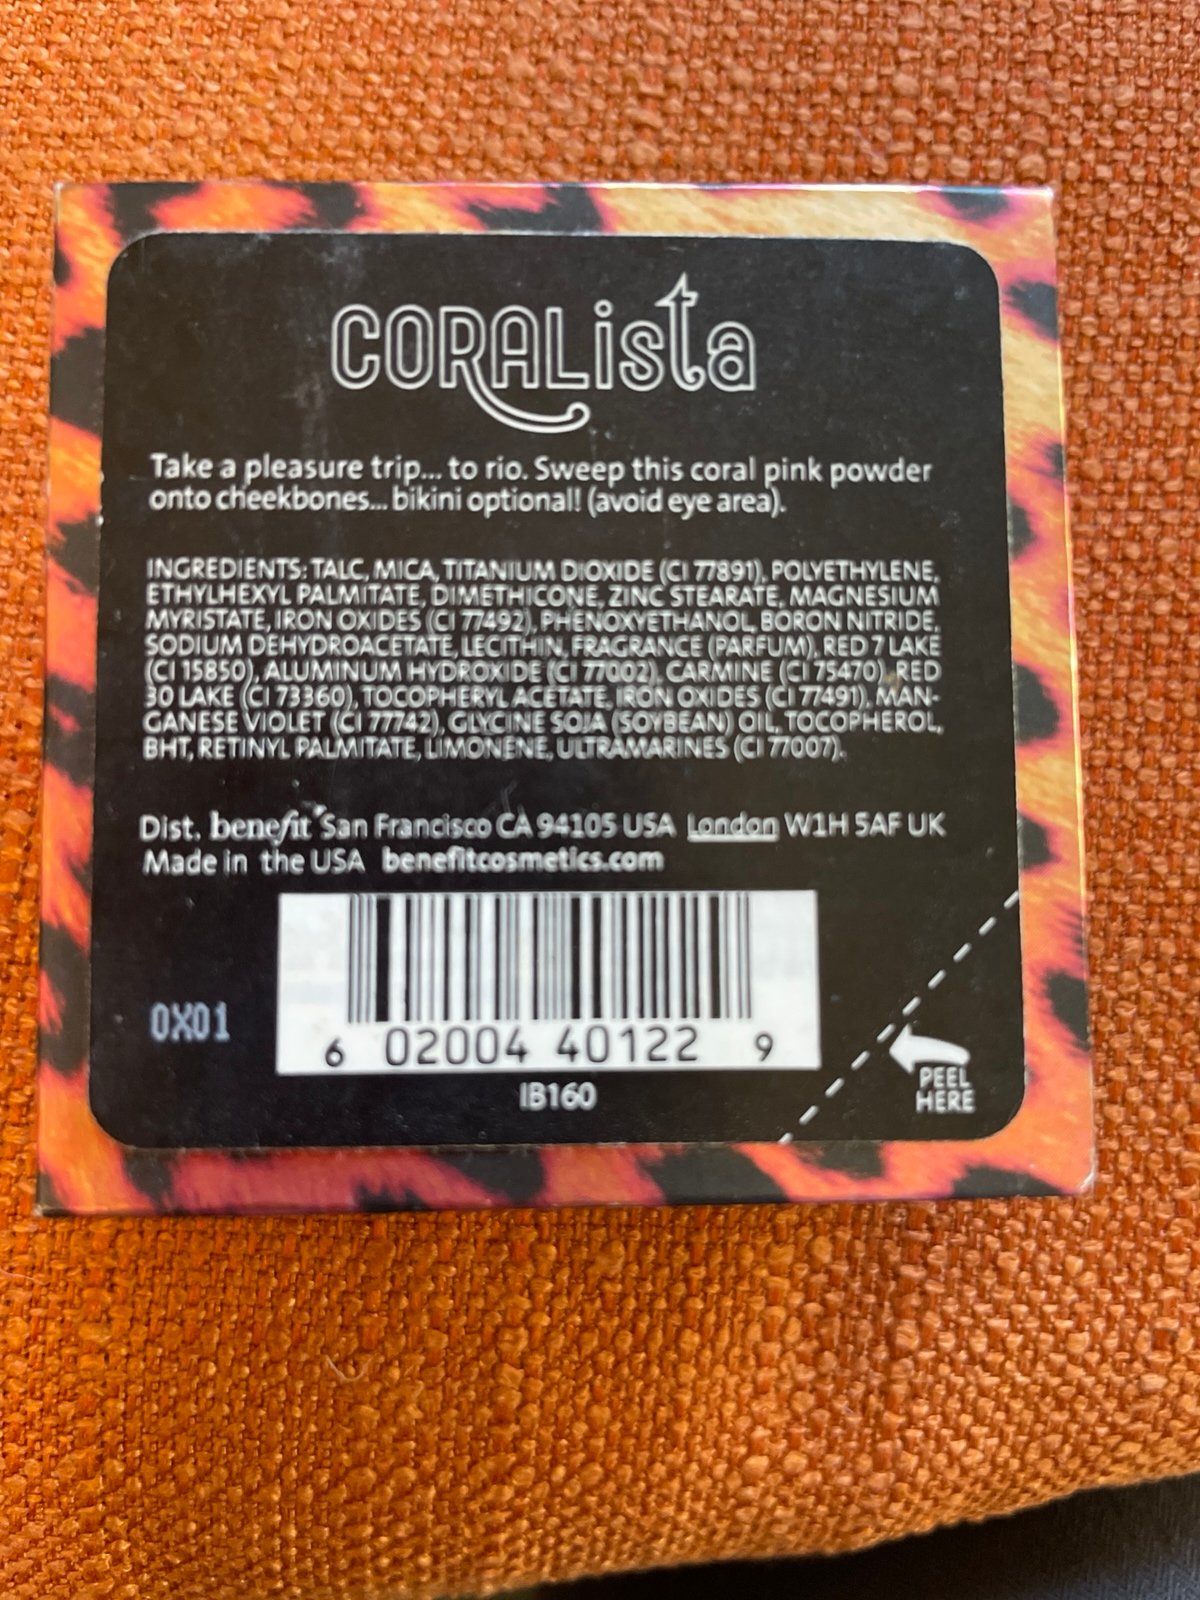 CORALista
Take a pleasure trip... to rio. Sweep this coral pink powder
onto cheekbones... bikini optional! (avoid eye area).
INGREDIENTS: TALC, MICA, TITANIUM DIOXIDE (CI 77891), POLYETHYLENE,
ETHYLHEXYL PALMITATE, DIMETHICONE, ZINC STEARATE, MAGNESIUM
MYRISTATE, IRON OXIDES (CI 77492), PHENOXYETHANOL, BORON NITRIDE,
SODIUM DEHYDROACETATE, LECITHIN, FRAGRANCE (PARFUM), RED 7 LAKE
(CI 15850), ALUMINUM HYDROXIDE (CI 77002), CARMINE (CI 75470), RED
30 LAKE (CI 73360), TOCOPHERYL ACETATE, IRON OXIDES (CI 77491), MAN-
GANESE VIOLET (CI 77742), GLYCINE SOJA (SOYBEAN) OIL, TOCOPHEROL,
BHT, RETINYL PALMITATE, LIMONENE, ULTRAMARINES (CI 77007).
Dist. benefit San Francisco CA 94105 USA London W1H 5AF UK
Made in the USA benefitcosmetics.com
0X01
6 02004 40122 9
IB160
PEEL
HERE